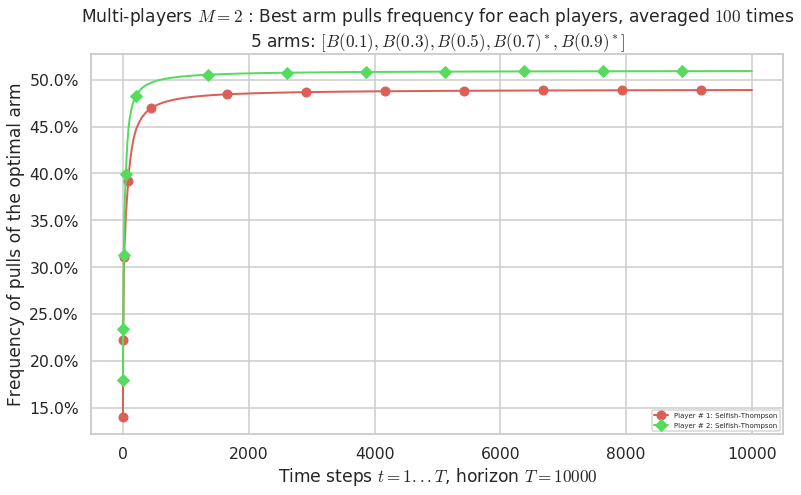 Multi-players M = 2 : Best arm pulls frequency for each players, averaged 100 times
5 arms: [B(0.1), B(0.3), B(0.5), B(0.7)*, B(0.9)*]
Frequency of pulls of the optimal arm
50.0%
45.0%
40.0%
35.0%
30.0%
25.0%
20.0%
15.0%
Player # 1: Selfish-Thompson
Player # 2: Selfish-Thompson
0 2000 4000 6000 8000 10000
Time steps t = 1...T, horizon T = 10000